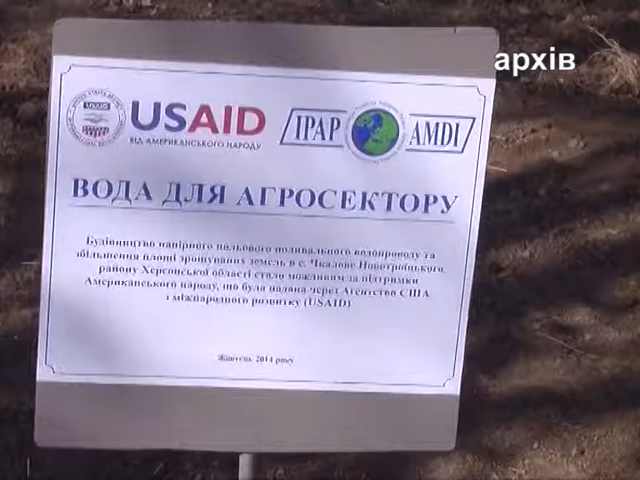 архів
USAID
ВІД АМЕРИКАНСЬКОГО НАРОДУ
ІРАР AMDI
ВОДА ДЛЯ АГРОСЕКТОРУ
Будівництво напірного польового поливального водопроводу та
збільшення площі зрошуваних земель в с. Чкалове Новотроїцького
району Херсонської області стало можливим за підтримки
Американського народу, що була надана через Агентство США
з міжнародного розвитку (USAID)
Жовтень 2014 року